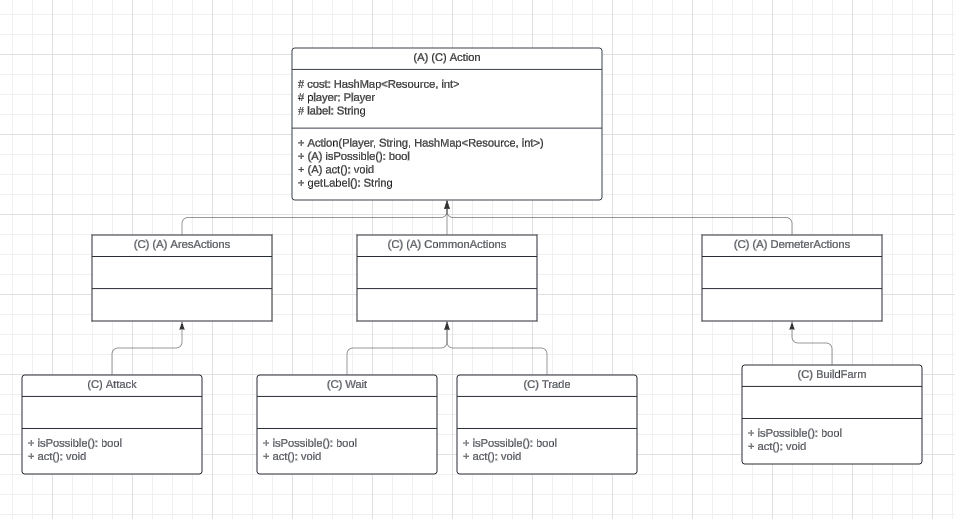 (A) (C) Action
# cost: HashMap<Resource, int>
# player: Player
# label: String
+ Action(Player, String, HashMap<Resource, int>)
+ (A) isPossible(): bool
+ (A) act(): void
+ getLabel(): String
(C) (A) AresActions
(C) (A) CommonActions
(C) (A) DemeterActions
(C) Attack
+ isPossible(): bool
+ act(): void
(C) Wait
+ isPossible(): bool
+ act(): void
(C) Trade
+ isPossible(): bool
+ act(): void
(C) BuildFarm
+ isPossible(): bool
+ act(): void